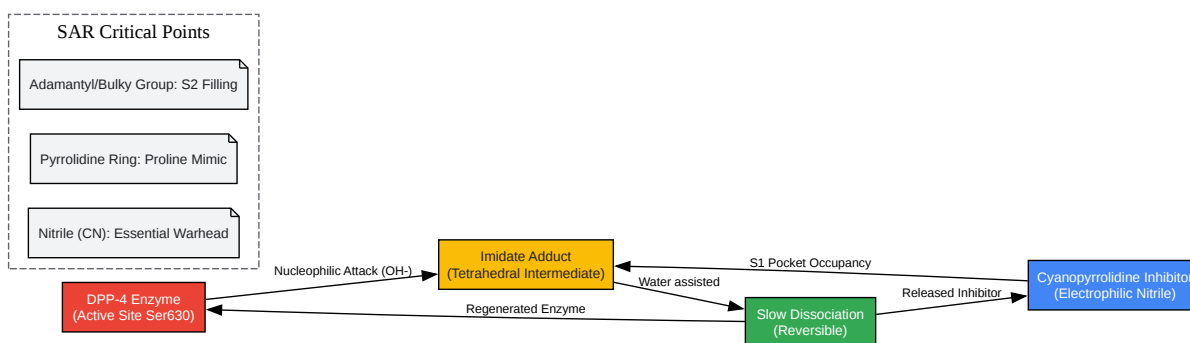 SAR Critical Points
Adamantyl/Bulky Group: S2 Filling
Pyrrolidine Ring: Proline Mimic
Nitrile (CN): Essential Warhead
DPP-4 Enzyme
(Active Site Ser630)
Nucleophilic Attack (OH-)
Imidate Adduct
(Tetrahedral Intermediate)
S1 Pocket Occupancy
Water assisted
Regenerated Enzyme
Slow Dissociation
(Reversible)
Released Inhibitor
Cyanopyrrolidine Inhibitor
(Electrophilic Nitrile)